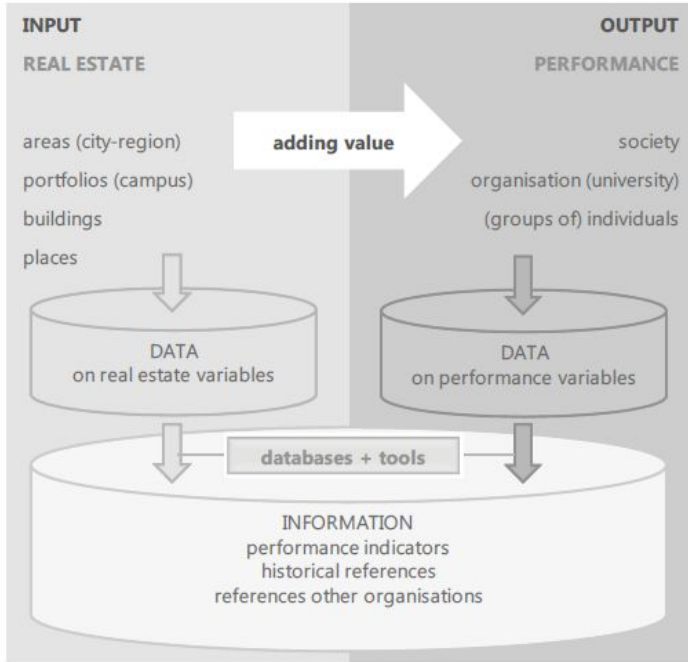 INPUT
REAL ESTATE
areas (city-region)
portfolios (campus)
buildings
places
adding value
OUTPUT
PERFORMANCE
society
organisation (university)
(groups of) individuals
DATA
on real estate variables
DATA
on performance variables
databases + tools
INFORMATION
performance indicators
historical references
references other organisations